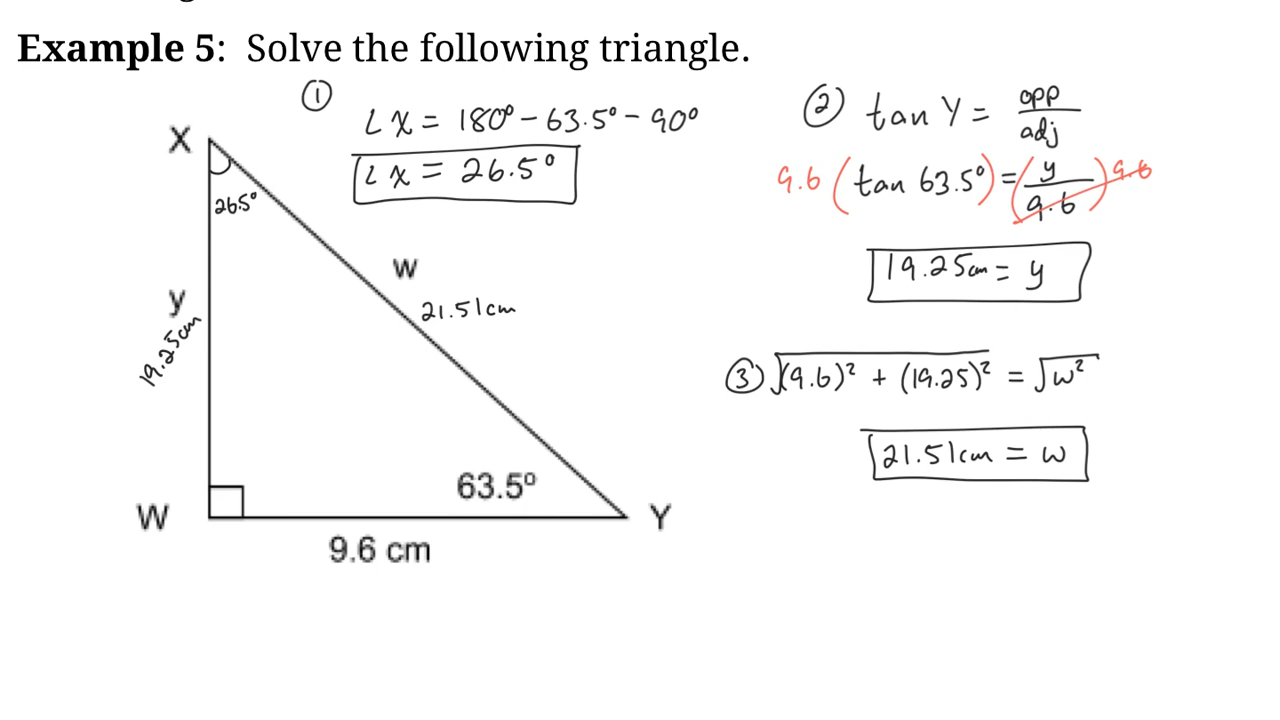 Example 5: Solve the following triangle.
①
∠X = 180° - 63.5° - 90°
∠X = 26.5°
X
26.5°
y
19.25cm
w
21.51cm
63.5º
W
Y
9.6 cm
② tan Y = opp/adj
9.6 (tan 63.5°) = (y/9.6) 9.6
19.25cm = y
③ √(9.6)² + (19.25)² = √w²
21.51cm = w